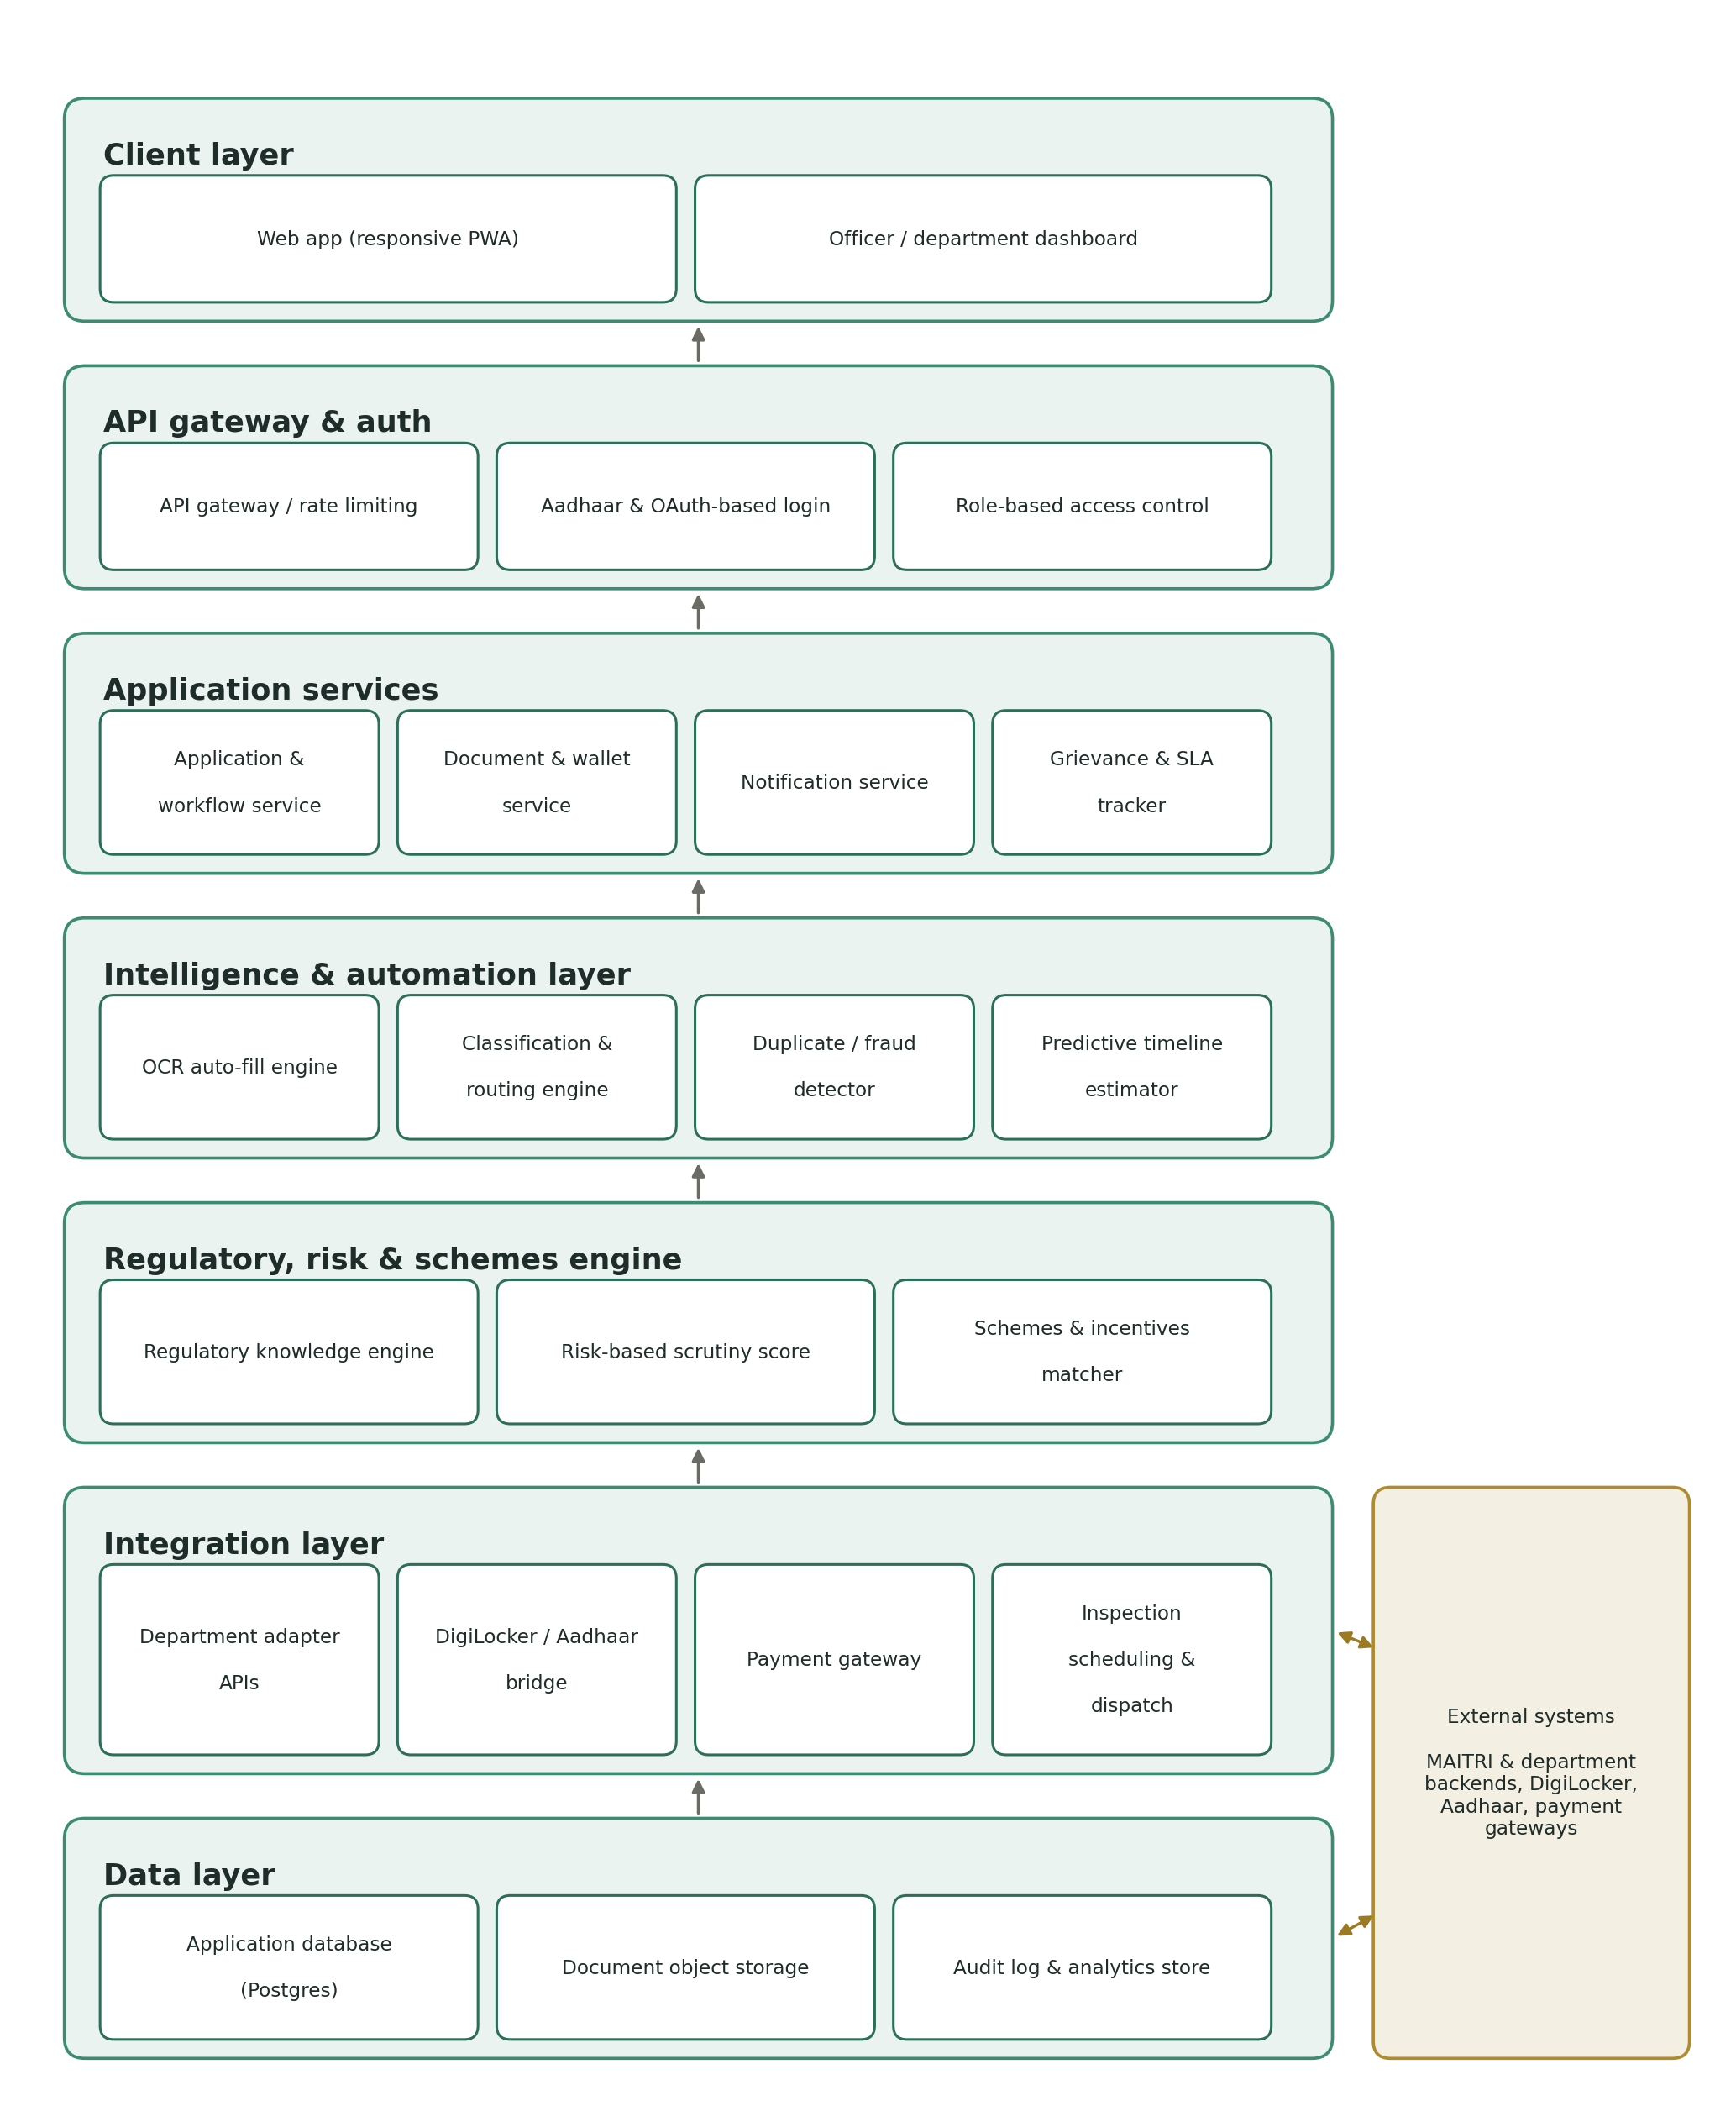 Client layer
Web app (responsive PWA)
Officer / department dashboard
API gateway & auth
API gateway / rate limiting
Aadhaar & OAuth-based login
Role-based access control
Application services
Application &
workflow service
Document & wallet
service
Notification service
Grievance & SLA
tracker
Intelligence & automation layer
OCR auto-fill engine
Classification &
routing engine
Duplicate / fraud
detector
Predictive timeline
estimator
Regulatory, risk & schemes engine
Regulatory knowledge engine
Risk-based scrutiny score
Schemes & incentives
matcher
Integration layer
Department adapter
APIs
DigiLocker / Aadhaar
bridge
Payment gateway
Inspection
scheduling &
dispatch
External systems
MAITRI & department
backends, DigiLocker,
Aadhaar, payment
gateways
Data layer
Application database
(Postgres)
Document object storage
Audit log & analytics store